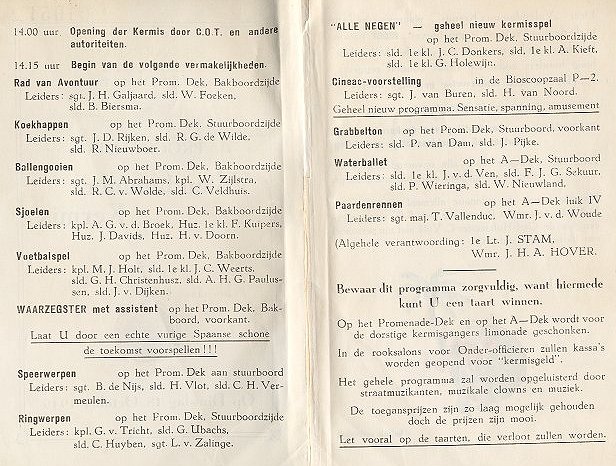 14.00 uur Opening der Kermis door C.O.T. en andere
autoriteiten.
14.15 uur Begin van de volgende vermakelijkheden.
Rad van Avontuur op het Prom. Dek, Bakboordzijde
Leiders: sgt. J. H. Galjaard, sld. W. Foeken,
sld. B. Biersma.
Koekhappen op het Prom. Dek. Stuurboordzijde
Leiders: sgt. J. D. Rijken, sld. R. G. de Wilde,
sld. R. Nieuwboer.
Ballengooien op het Prom. Dek, Bakboordzijde
Leiders: sgt. J. M. Abrahams, kpl. W. Zijlstra,
sld. R. C. v. Wolde, sld. C. Veldhuis.
Sjoelen op het Prom. Dek, Bakboordzijde
Leiders: kpl. A. G. v. d. Broek, Huz. 1e kl. F. Kuipers,
Huz. J. Davids, Huz. H. v. Doorn.
Voetbalspel op het Prom. Dek, Bakboordzijde
Leiders: kpl. M. J. Holt, sld. 1e kl. J. C. Weerts,
sld. G. H. Christenhusz, sld. A. H. G. Paulus-
sen, sld. J. v. Dijken.
WAARZEGSTER met assistent op het Prom. Dek, Bak-
boord, voorkant.
Laat U door een echte vurige Spaanse schone
de toekomst voorspellen!!!
Speerwerpen op het Prom. Dek aan stuurboord
Leiders: sgt. B. de Nijs, sld. H. Vlot, sld. C. H. Ver-
meulen.
Ringwerpen op het Prom. Dek, Stuurboordzijde
Leiders: kpl. G. v. Tricht, sld. G. Ubachs,
sld. C. Huyben, sgt. L. v. Zalinge.
"ALLE NEGEN" — geheel nieuw kermisspel
op het Prom. Dek, Stuurboordzijde
Leiders: sld. 1e kl. J. C. Donkers, sld. 1e kl. A. Kieft,
sld. 1e kl. G. Holewijn.
Cineac-voorstelling in de Bioscoopzaal P—2.
Leiders: sgt. J. van Buren, sld. H. van Noord.
Geheel nieuw programma. Sensatie, spanning, amusement
Grabbelton op het Prom. Dek, Stuurboord, voorkant
Leiders: sld. P. van Dam, sld. J. Pijke.
Waterballet op het A—Dek, Stuurboord
Leiders: sld. 1e kl. J. v. d. Ven, sld. F. J. G. Sekuur,
sld. P. Wieringa, sld. W. Nieuwland.
Paardenrennen op het A—Dek luik IV
Leiders: sgt. maj. T. Vallenduc, Wmr. J. v. d. Woude
(Algehele verantwoording: 1e Lt. J. STAM,
Wmr. J. H. A. HOVER.
Bewaar dit programma zorgvuldig, want hiermede
kunt U een taart winnen.
Op het Promenade-Dek en op het A—Dek wordt voor
de dorstige kermisgangers limonade geschonken.
In de rooksalons voor Onder-officieren zullen kassa's
worden geopend voor "kermisgeld".
Het gehele programma zal worden opgeluisterd door
straatmuzikanten, muzikale clowns en muziek.
De toegansprijzen zijn zo laag mogelijk gehouden
doch de prijzen zijn mooi.
Let vooral op de taarten, die verloot zullen worden.